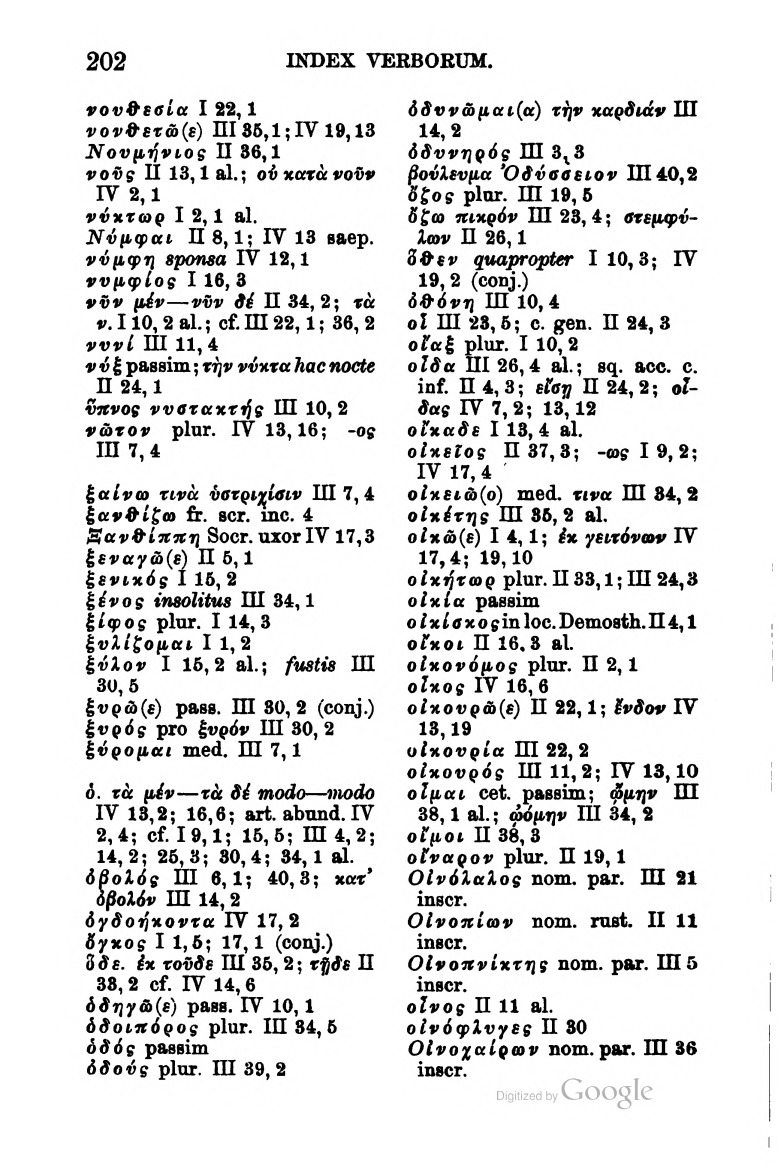 202
INDEX VERBORUM.
νουθεσία I 22, 1
νουθετῶ(ε) III 35, 1; IV 19, 13
Νουμήνιος II 36, 1
νοῦς II 13, 1 al.; οὐ κατὰ νοῦν
IV 2, 1
νύκτωρ I 2, 1 al.
Νύμφαι II 8, 1; IV 13 saep.
νύμφη sponsa IV 12, 1
νυμφίος I 16, 3
νῦν μέν—νῦν δέ II 34, 2; τὰ
ν. I 10, 2 al.; cf. III 22, 1; 36, 2
νυνί III 11, 4
νύξ passim; τὴν νύκτα hac nocte
II 24, 1
ὕπνος νυστακτής III 10, 2
νῶτον plur. IV 13, 16; -ος
III 7, 4
ξαίνω τινὰ ὑστριχίσιν III 7, 4
ξανθίζω fr. scr. inc. 4
Ξανθίππη Socr. uxor IV 17, 3
ξεναγῶ(ε) II 5, 1
ξενικός I 15, 2
ξένος insolitus III 34, 1
ξίφος plur. I 14, 3
ξυλίζομαι I 1, 2
ξύλον I 15, 2 al.; fustis III
30, 5
ξυρῶ(ε) pass. III 30, 2 (conj.)
ξυρός pro ξυρόν III 30, 2
ξύρομαι med. III 7, 1
ὁ. τὰ μέν—τὰ δέ modo—modo
IV 13, 2; 16, 6; art. abund. IV
2, 4; cf. I 9, 1; 15, 5; III 4, 2;
14, 2; 25, 3; 30, 4; 34, 1 al.
ὀβολός III 6, 1; 40, 3; κατ'
ὀβολόν III 14, 2
ὀγδοήκοντα IV 17, 2
ὄγκος I 1, 5; 17, 1 (conj.)
ὅδε. ἐκ τοῦδε III 35, 2; τῇδε II
38, 2 cf. IV 14, 6
ὁδηγῶ(ε) pass. IV 10, 1
ὁδοιπόρος plur. III 34, 5
ὁδός passim
ὀδούς plur. III 39, 2
ὀδυνῶμαι(α) τὴν καρδιάν III
14, 2
ὀδυνηρός III 3, 3
βούλευμα Ὀδύσσειον III 40, 2
ὄζος plur. III 19, 5
ὄζω πικρόν III 23, 4; στεμφύ-
λων II 26, 1
ὅθεν quapropter I 10, 3; IV
19, 2 (conj.)
ὀθόνη III 10, 4
οἷ III 23, 5; c. gen. II 24, 3
οἴαξ plur. I 10, 2
οἶδα III 26, 4 al.; sq. acc. c.
inf. II 4, 3; εἴσῃ II 24, 2; οἶ-
δας IV 7, 2; 13, 12
οἴκαδε I 13, 4 al.
οἰκεῖος II 37, 3; -ως I 9, 2;
IV 17, 4
οἰκειῶ(ο) med. τινα III 34, 2
οἰκέτης III 35, 2 al.
οἰκῶ(ε) I 4, 1; ἐκ γειτόνων IV
17, 4; 19, 10
οἰκήτωρ plur. II 33, 1; III 24, 3
οἰκία passim
οἰκίσκος in loc. Demosth. II 4, 1
οἴκοι II 16, 3 al.
οἰκονόμος plur. II 2, 1
οἶκος IV 16, 6
οἰκουρῶ(ε) II 22, 1; ἔνδον IV
13, 19
οἰκουρία III 22, 2
οἰκουρός III 11, 2; IV 13, 10
οἶμαι cet. passim; ᾤμην III
38, 1 al.; ᾠόμην III 34, 2
οἴμοι II 38, 3
οἴναρον plur. II 19, 1
Οἰνόλαλος nom. par. III 21
inscr.
Οἰνοπίων nom. rust. II 11
inscr.
Οἰνοπνίκτης nom. par. III 5
inscr.
οἶνος II 11 al.
οἰνόφλυγες II 30
Οἰνοχαίρων nom. par. III 36
inscr.
Digitized by Google